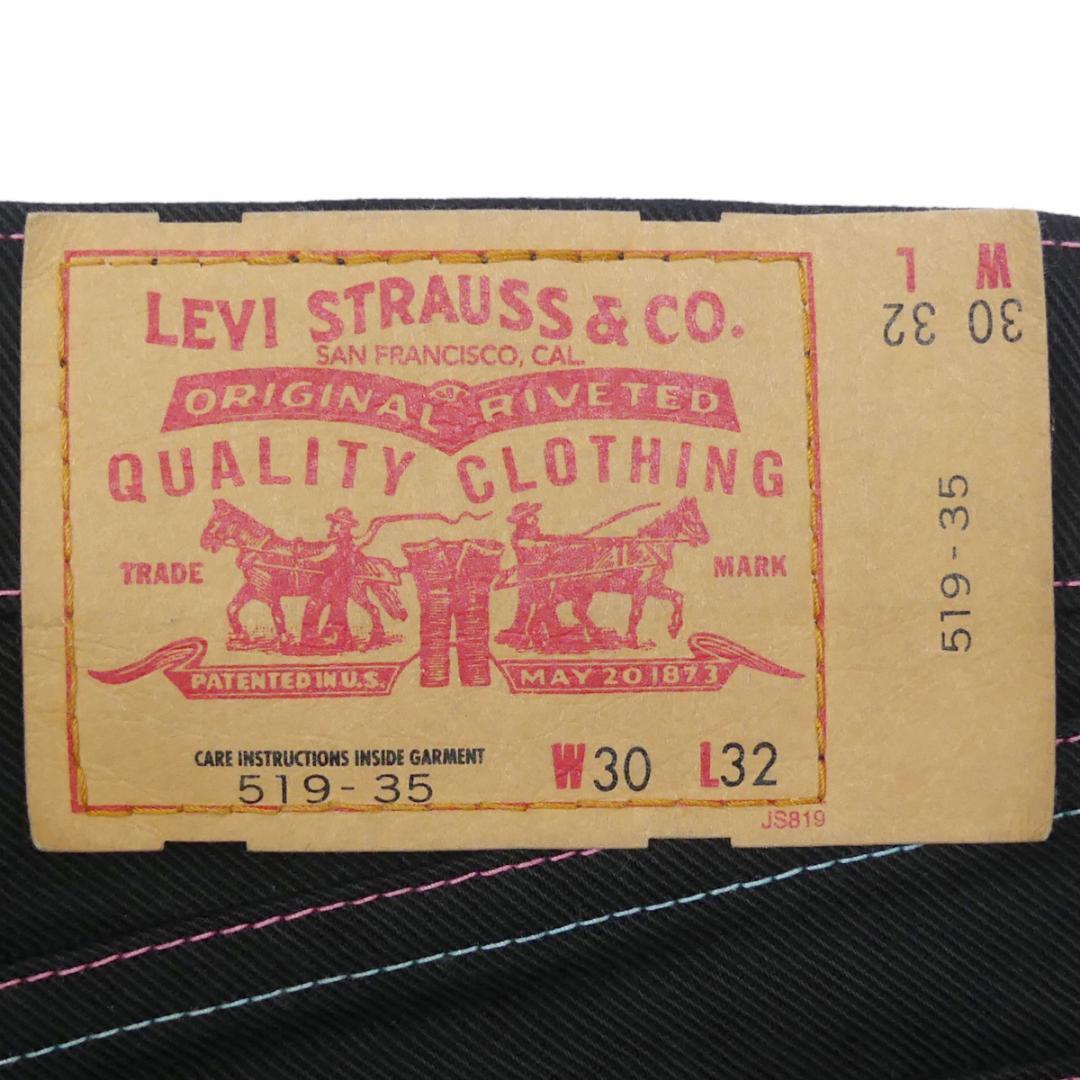 LEVI STRAUSS & CO.
SAN FRANCISCO, CAL.
ORIGINAL RIVETED
QUALITY CLOTHING
TRADE MARK
PATENTED IN U.S. MAY 20 1873
CARE INSTRUCTIONS INSIDE GARMENT
519-35
W30 L32
JS819
W L
30 32
519-35